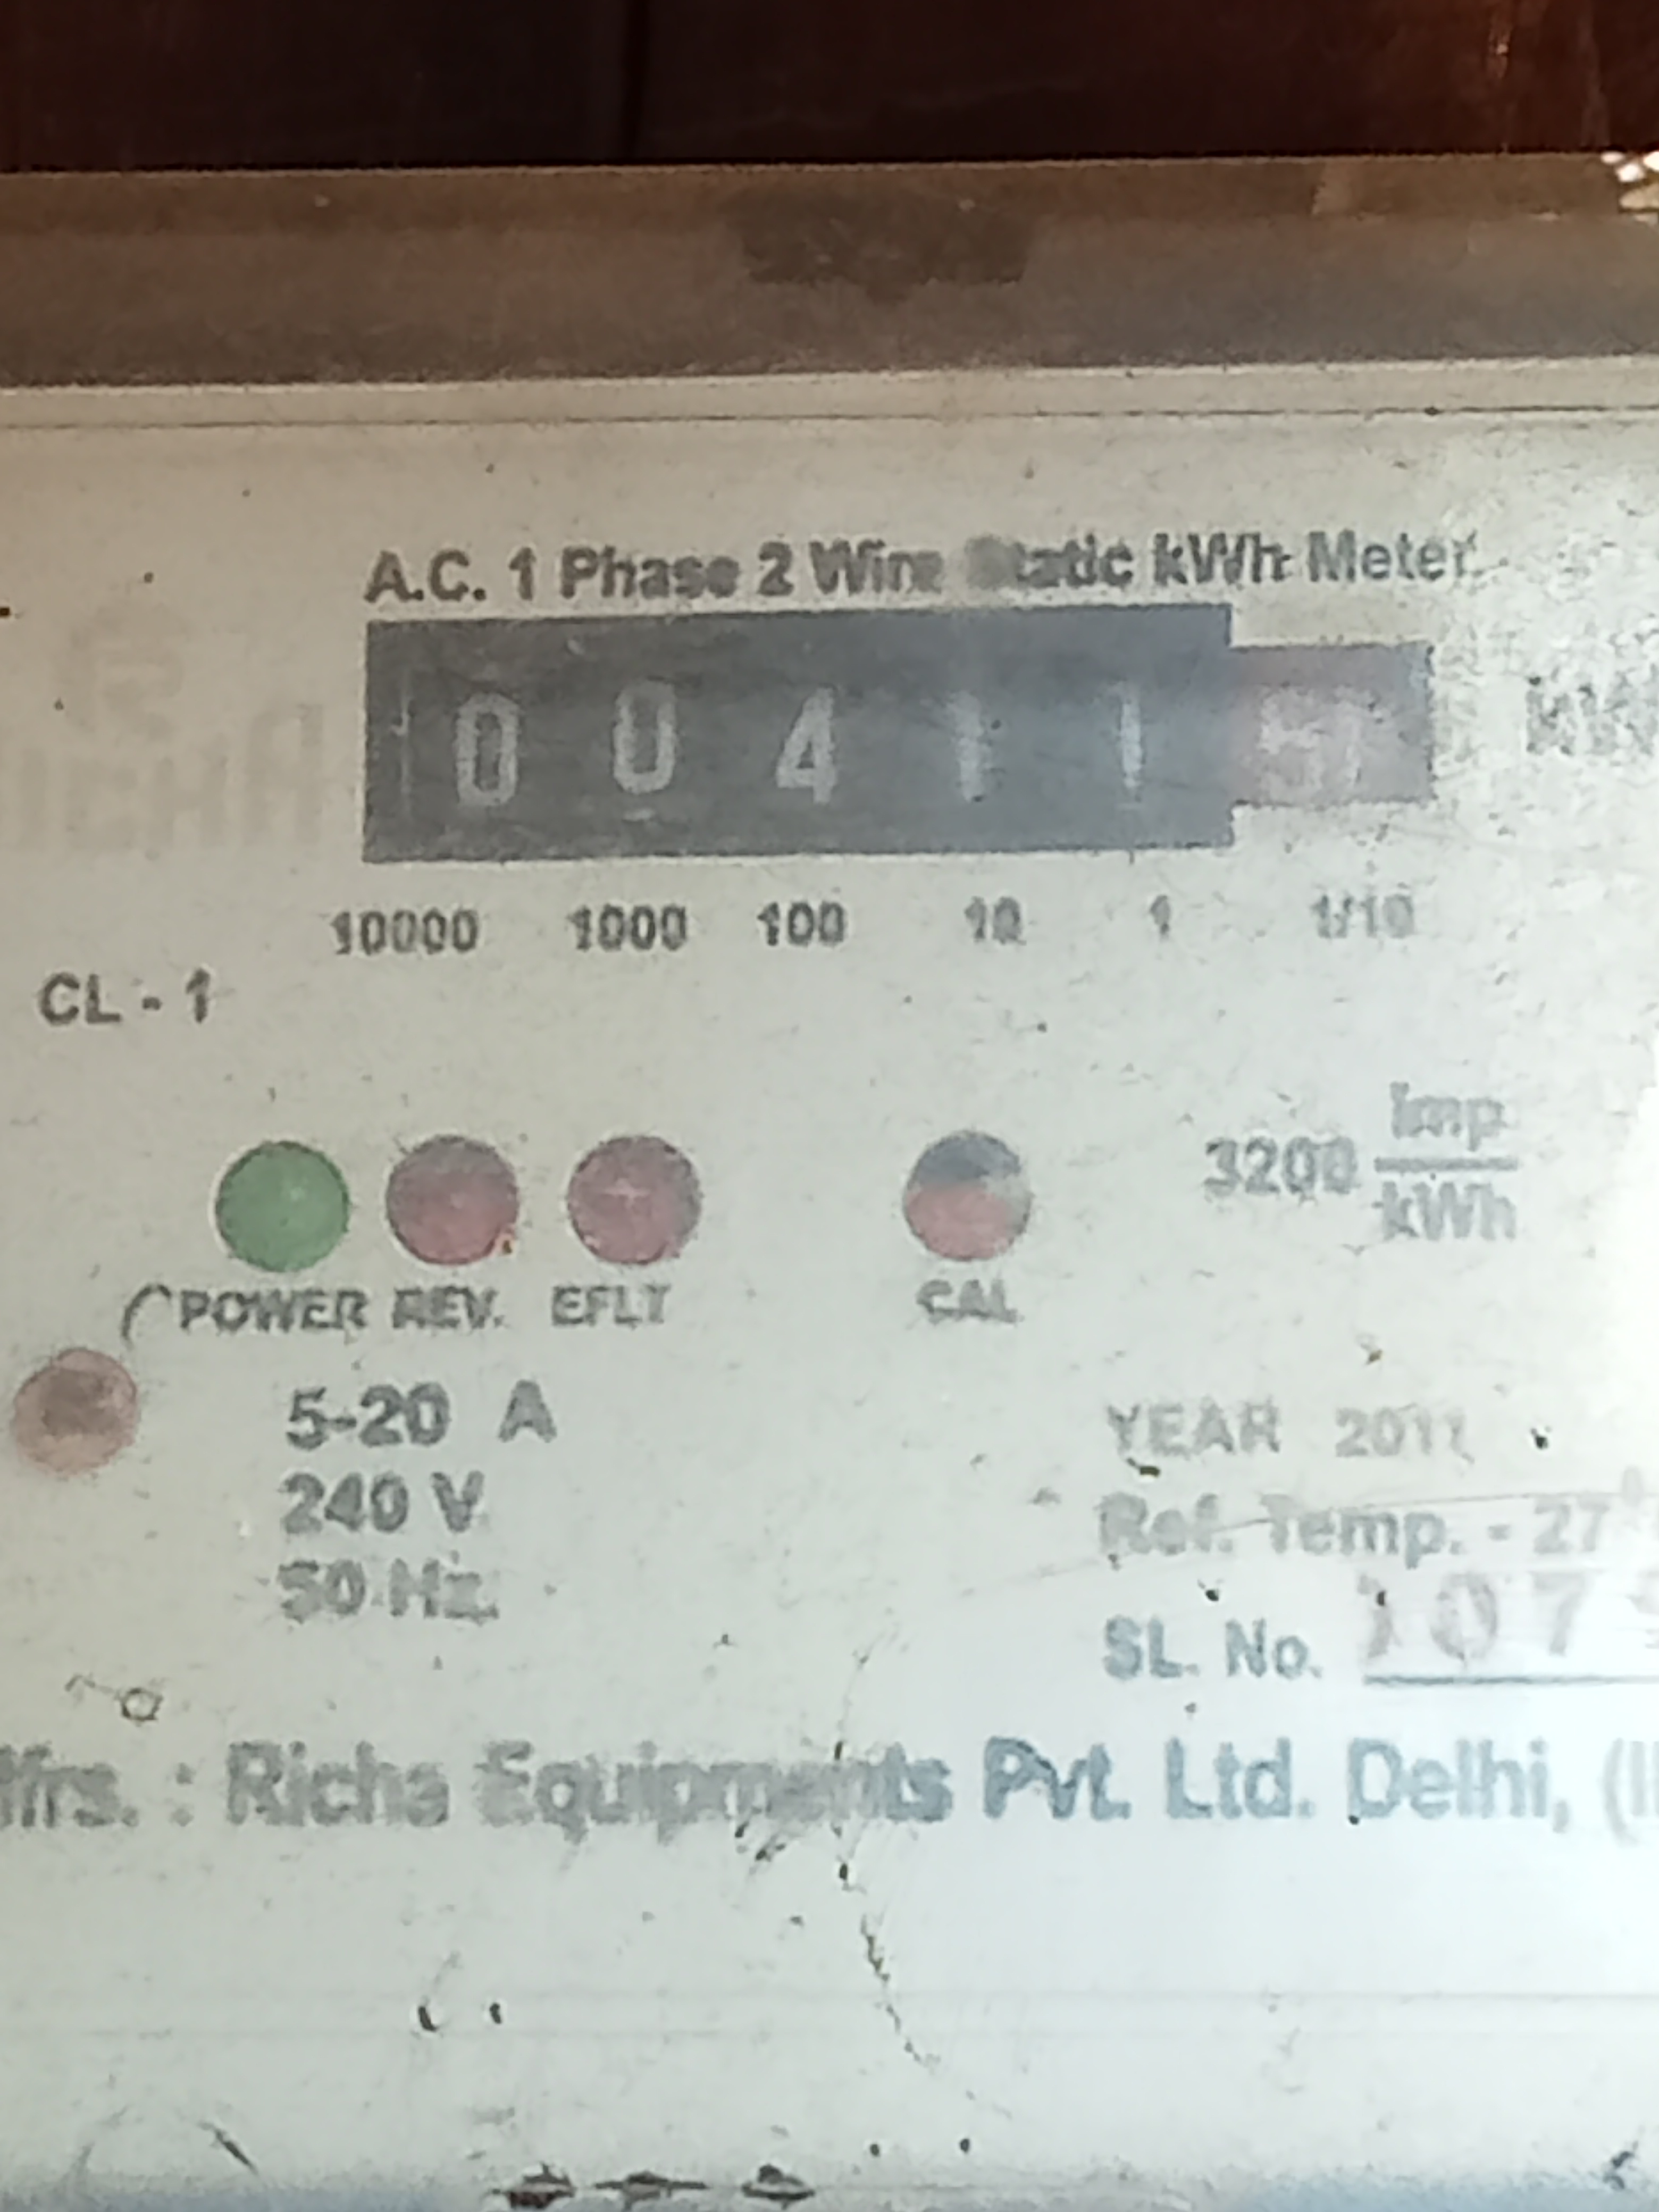 A.C. 1 Phase 2 Wire Static kWh Meter
0 0 4 1 1
10000 1000 100 10 1 1/10
CL - 1
3200 Imp
kWh
POWER REV. EFLT CAL
5-20 A
240 V
50 Hz
YEAR 2011
Ref. Temp. - 27°
SL. No. 107
Mfrs. : Richa Equipments Pvt. Ltd. Delhi,